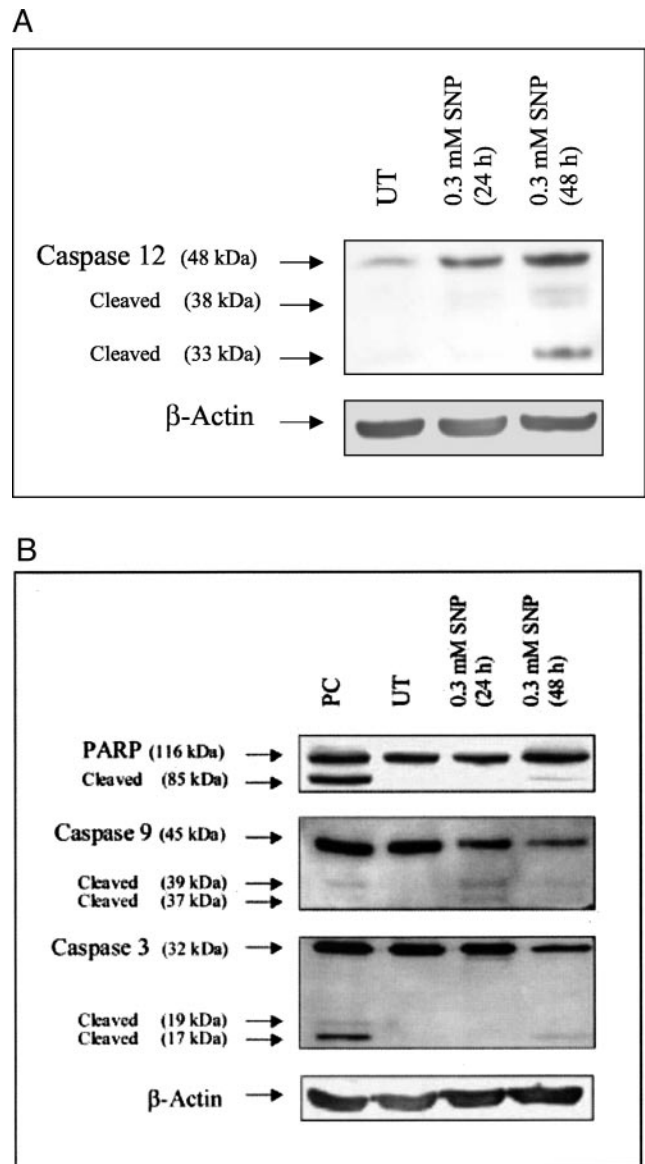 A
UT
0.3 mM SNP
(24 h)
0.3 mM SNP
(48 h)
Caspase 12 (48 kDa)
Cleaved (38 kDa)
Cleaved (33 kDa)
β-Actin
B
PC
UT
0.3 mM SNP
(24 h)
0.3 mM SNP
(48 h)
PARP (116 kDa)
Cleaved (85 kDa)
Caspase 9 (45 kDa)
Cleaved (39 kDa)
Cleaved (37 kDa)
Caspase 3 (32 kDa)
Cleaved (19 kDa)
Cleaved (17 kDa)
β-Actin